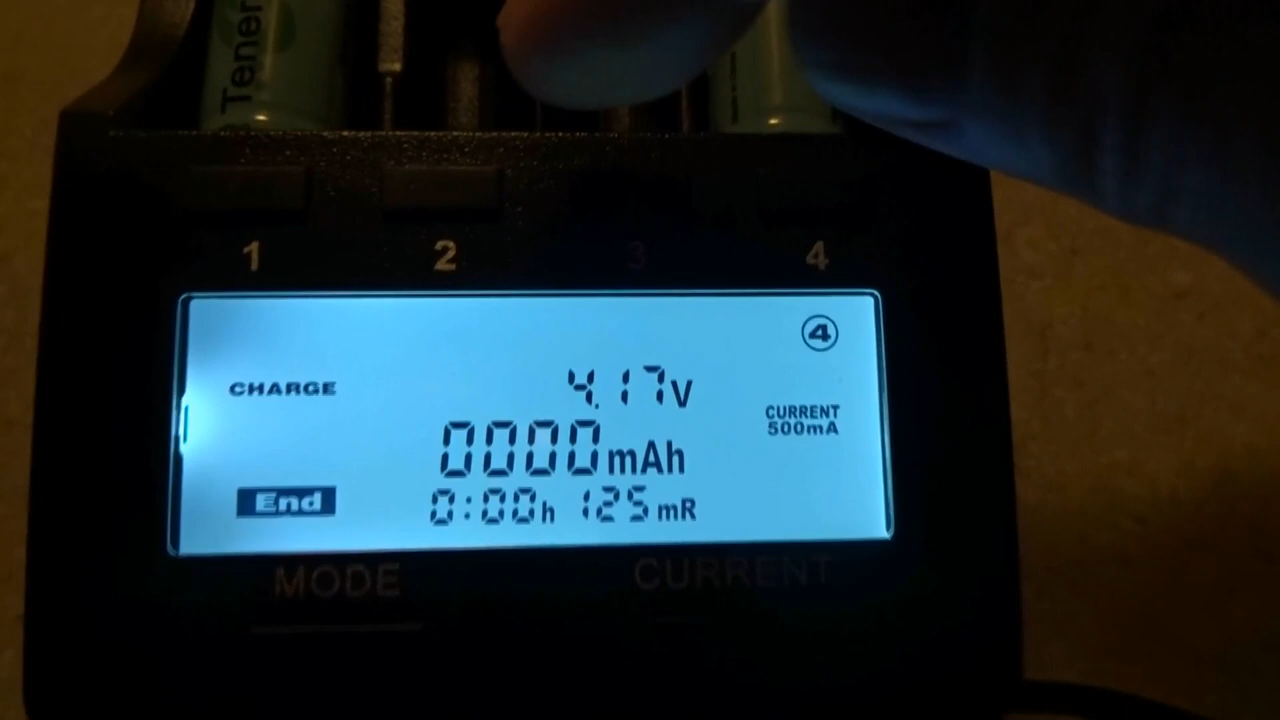 Tener
1 2 3 4
4
CHARGE 4.17V
CURRENT
500mA
0000mAh
End 0:00h 125mR
MODE CURRENT